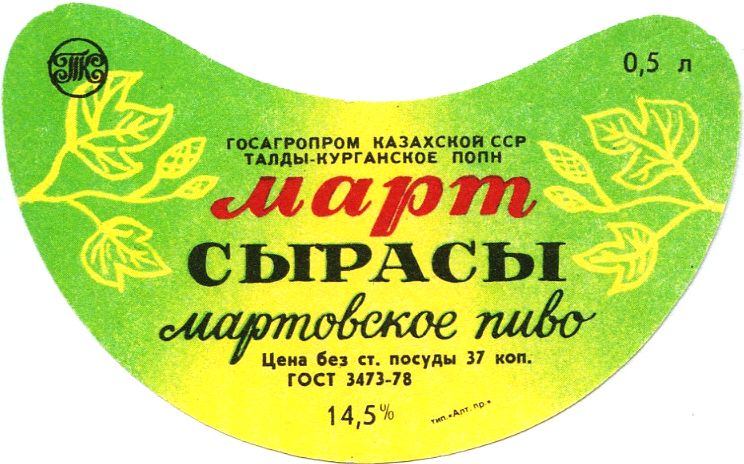 ТК
0,5 л
ГОСАГРОПРОМ КАЗАХСКОЙ ССР
ТАЛДЫ-КУРГАНСКОЕ ПОПН
март
СЫРАСЫ
мартовское пиво
Цена без ст. посуды 37 коп.
ГОСТ 3473-78
14,5%
тип. «Алт. пр.»